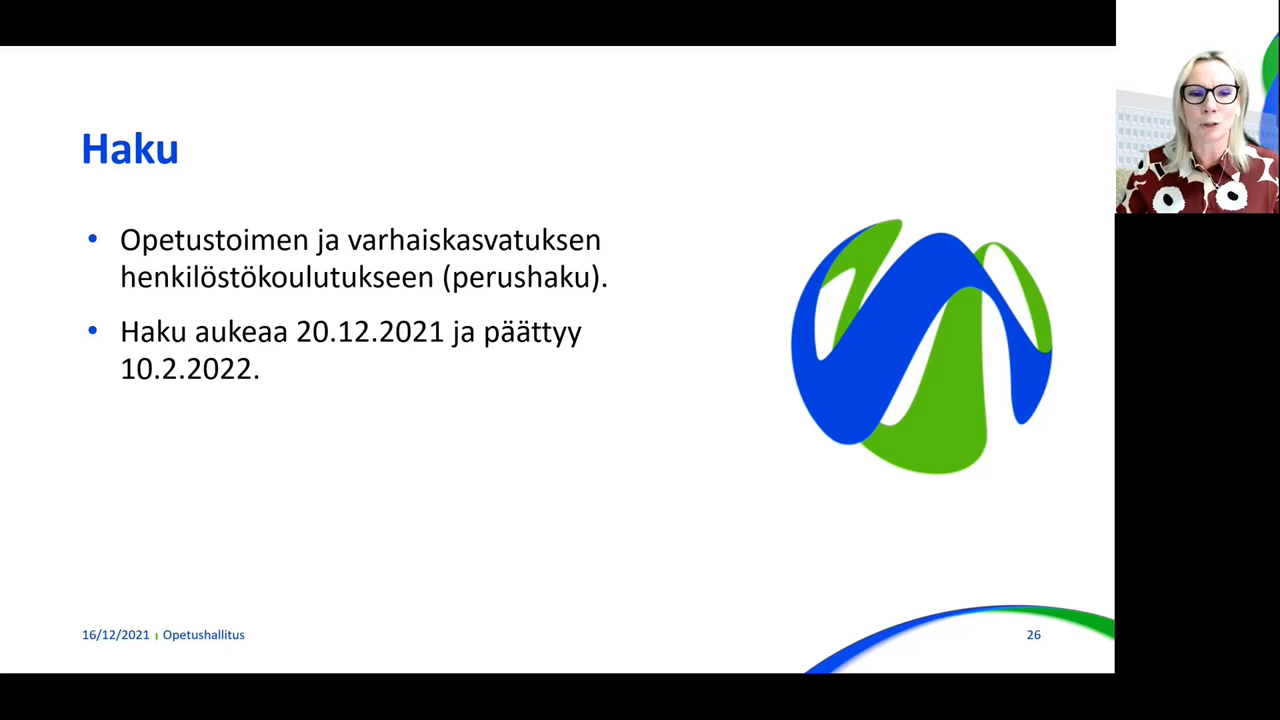 Haku
• Opetustoimen ja varhaiskasvatuksen
henkilöstökoulutukseen (perushaku).
• Haku aukeaa 20.12.2021 ja päättyy
10.2.2022.
16/12/2021 ı Opetushallitus
26